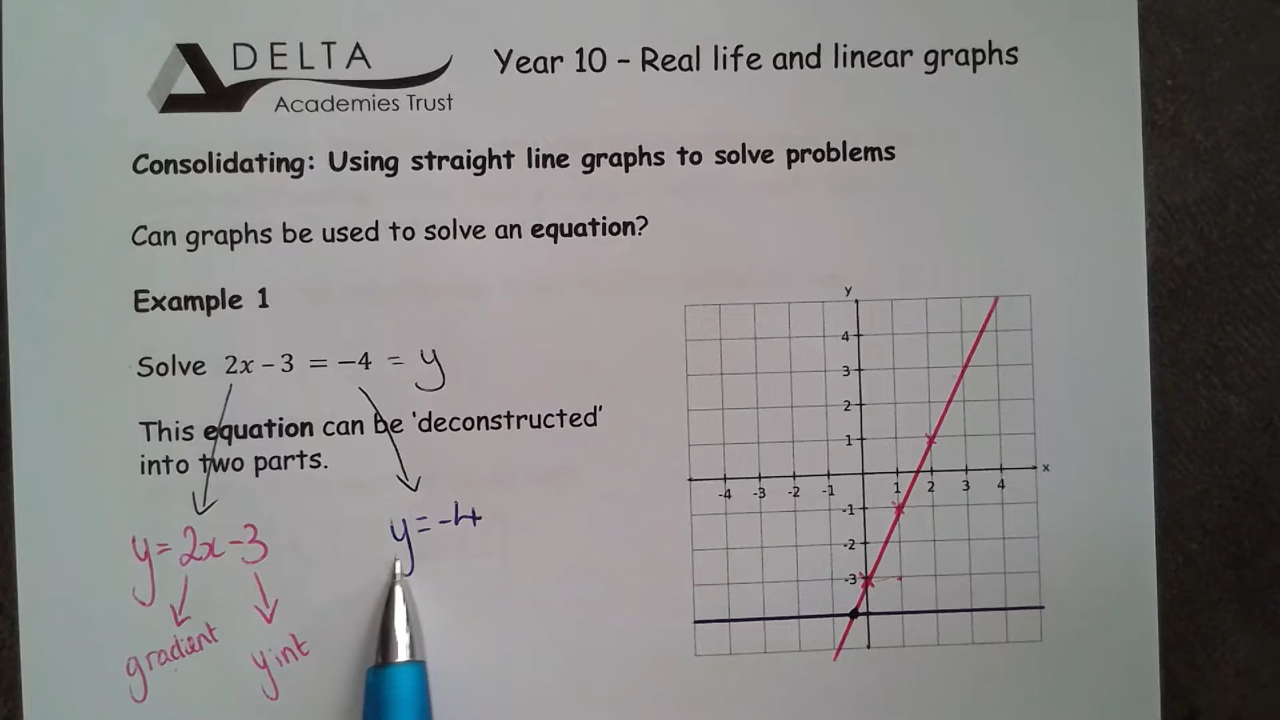 DELTA
Academies Trust
Year 10 - Real life and linear graphs
Consolidating: Using straight line graphs to solve problems
Can graphs be used to solve an equation?
Example 1
Solve 2x - 3 = -4 = y
This equation can be 'deconstructed'
into two parts.
y = 2x - 3
y = -4
gradient
y int
y
4
3
2
1
-4 -3 -2 -1 1 2 3 4 x
-1
-2
-3